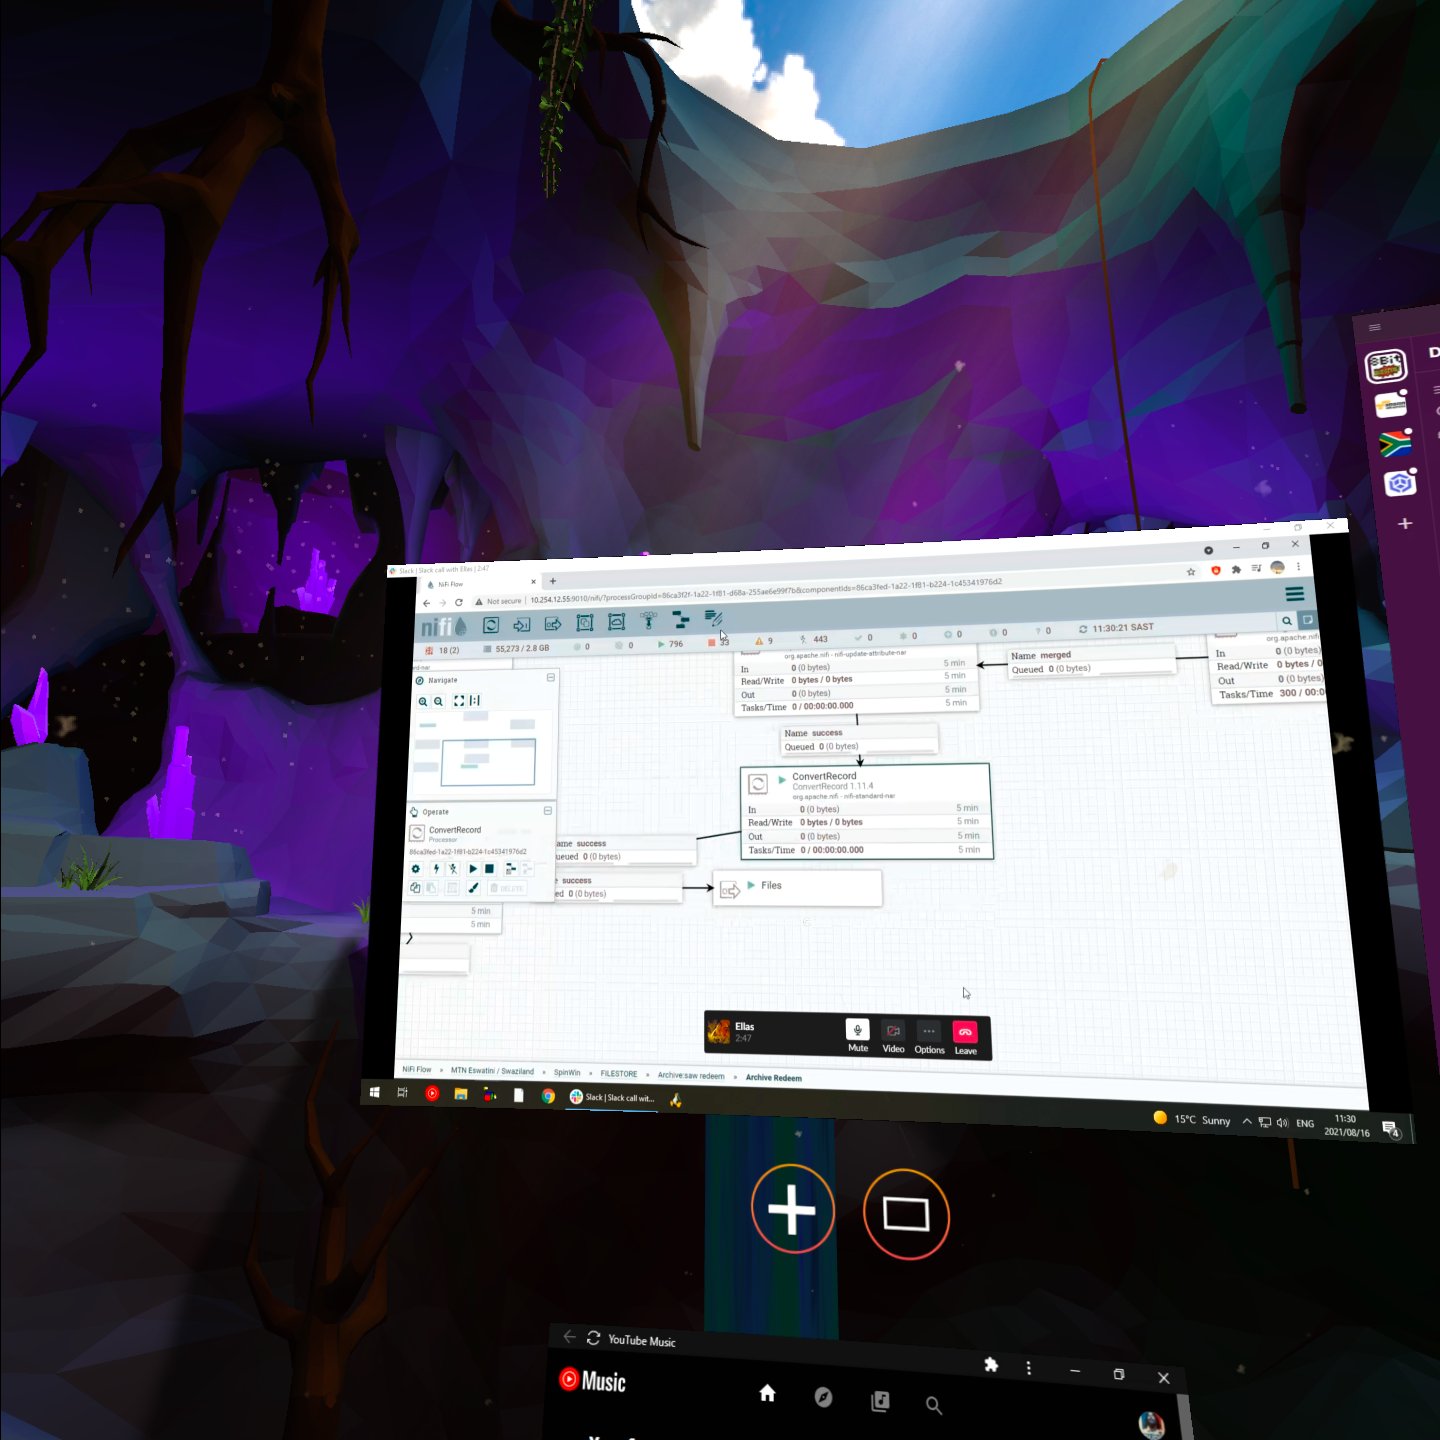 8Bit
Slack | Slack call with Ellas | 2:47
NiFi Flow
Not secure | 10.254.12.55:9010/nifi/?processGroupId=86ca3f2f-1a22-1f81-d68a-255ae6e99f7b&componentIds=86ca3fed-1a22-1f81-b224-1c45341976d2
nifi
18 (2) 55,273 / 2.8 GB 0 0 796 33 9 443 0 0 0 0 0 11:30:21 SAST
org.apache.nifi - nifi-update-attribute-nar
In 0 (0 bytes) 5 min
Read/Write 0 bytes / 0 bytes 5 min
Out 0 (0 bytes) 5 min
Tasks/Time 0 / 00:00:00.000 5 min
Name merged
Queued 0 (0 bytes)
org.apache.nif
In 0 (0 bytes)
Read/Write 0 bytes / 0
Out 0 (0 bytes)
Tasks/Time 300 / 00:0
Navigate
Name success
Queued 0 (0 bytes)
ConvertRecord
ConvertRecord 1.11.4
org.apache.nifi - nifi-standard-nar
In 0 (0 bytes) 5 min
Read/Write 0 bytes / 0 bytes 5 min
Out 0 (0 bytes) 5 min
Tasks/Time 0 / 00:00:00.000 5 min
Operate
ConvertRecord
Processor
86ca3fed-1a22-1f81-b224-1c45341976d2
DELETE
ame success
ueued 0 (0 bytes)
e success
ed 0 (0 bytes)
Files
5 min
5 min
Ellas
2:47
Mute Video Options Leave
NiFi Flow » MTN Eswatini / Swaziland » SpinWin » FILESTORE » Archive:saw redeem » Archive Redeem
Slack | Slack call wit...
15°C Sunny ENG 11:30
2021/08/16
4
YouTube Music
Music